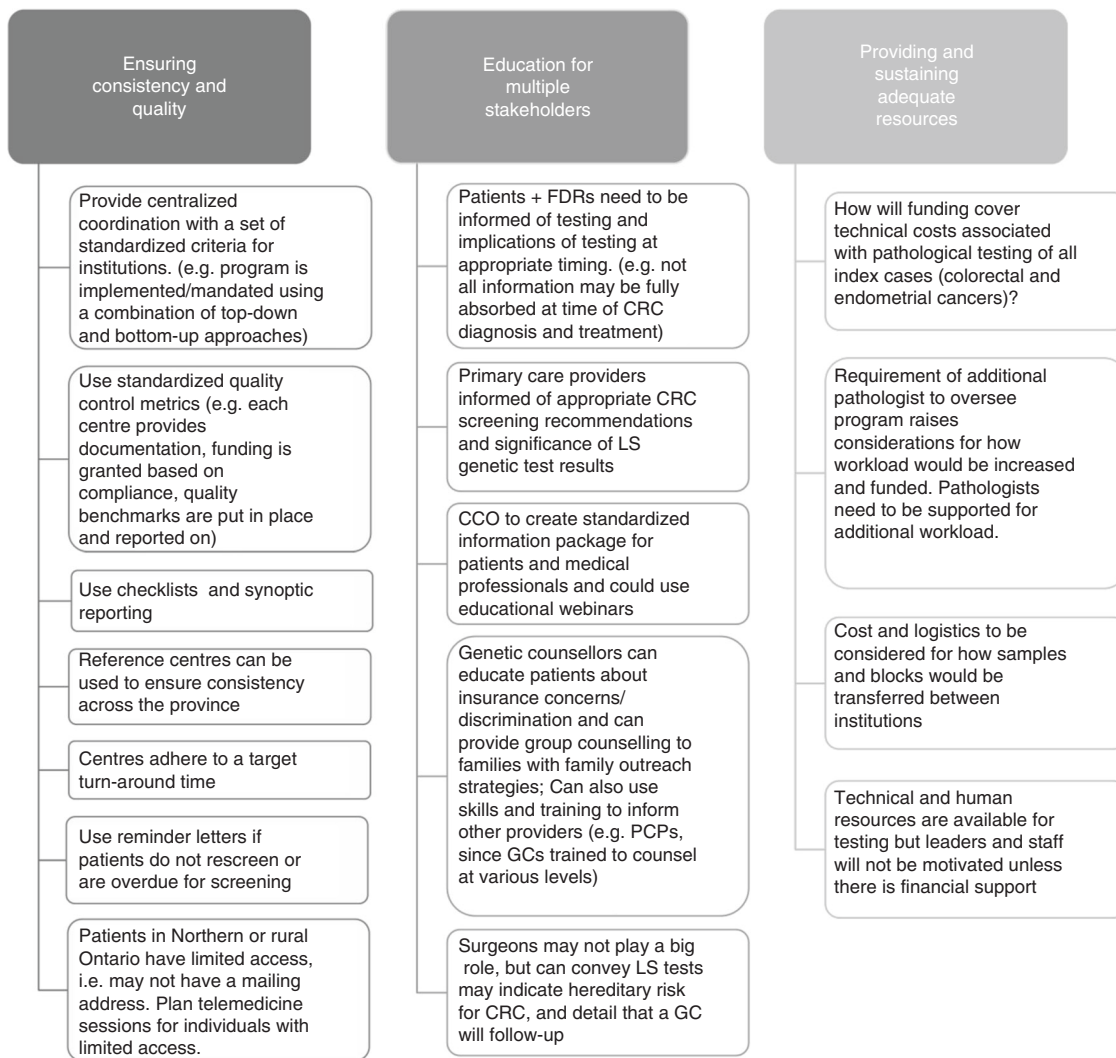 Ensuring
consistency and
quality
Provide centralized
coordination with a set of
standardized criteria for
institutions. (e.g. program is
implemented/mandated using
a combination of top-down
and bottom-up approaches)
Use standardized quality
control metrics (e.g. each
centre provides
documentation, funding is
granted based on
compliance, quality
benchmarks are put in place
and reported on)
Use checklists and synoptic
reporting
Reference centres can be
used to ensure consistency
across the province
Centres adhere to a target
turn-around time
Use reminder letters if
patients do not rescreen or
are overdue for screening
Patients in Northern or rural
Ontario have limited access,
i.e. may not have a mailing
address. Plan telemedicine
sessions for individuals with
limited access.
Education for
multiple
stakeholders
Patients + FDRs need to be
informed of testing and
implications of testing at
appropriate timing. (e.g. not
all information may be fully
absorbed at time of CRC
diagnosis and treatment)
Primary care providers
informed of appropriate CRC
screening recommendations
and significance of LS
genetic test results
CCO to create standardized
information package for
patients and medical
professionals and could use
educational webinars
Genetic counsellors can
educate patients about
insurance concerns/
discrimination and can
provide group counselling to
families with family outreach
strategies; Can also use
skills and training to inform
other providers (e.g. PCPs,
since GCs trained to counsel
at various levels)
Surgeons may not play a big
role, but can convey LS tests
may indicate hereditary risk
for CRC, and detail that a GC
will follow-up
Providing and
sustaining
adequate
resources
How will funding cover
technical costs associated
with pathological testing of all
index cases (colorectal and
endometrial cancers)?
Requirement of additional
pathologist to oversee
program raises
considerations for how
workload would be increased
and funded. Pathologists
need to be supported for
additional workload.
Cost and logistics to be
considered for how samples
and blocks would be
transferred between
institutions
Technical and human
resources are available for
testing but leaders and staff
will not be motivated unless
there is financial support